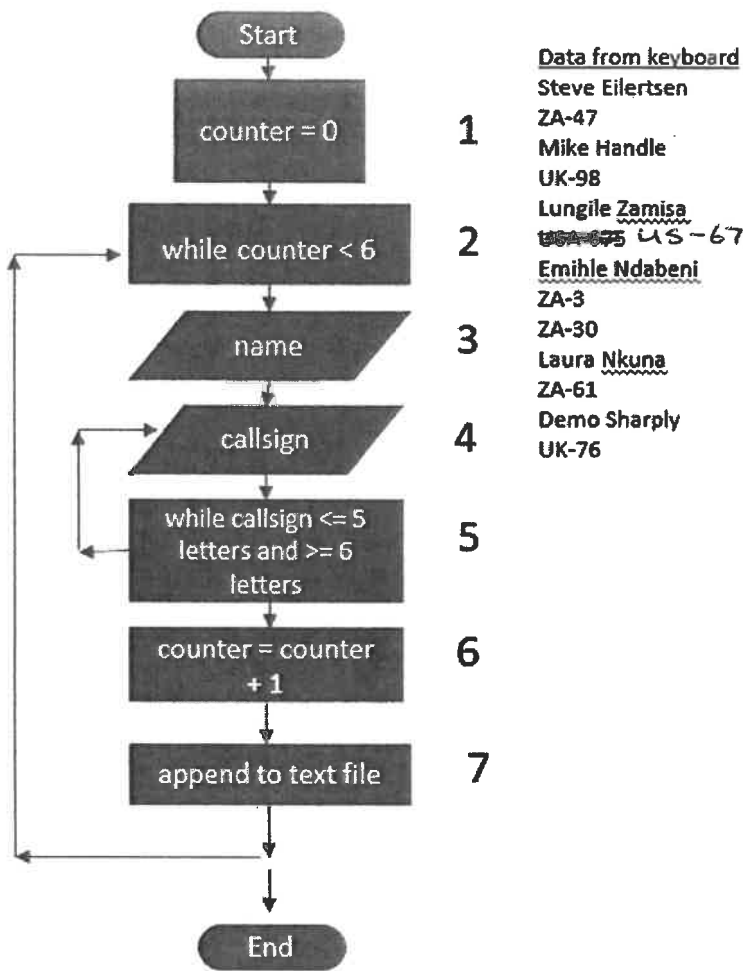 Start
counter = 0
1
while counter < 6
2
name
3
callsign
4
while callsign <= 5
letters and >= 6
letters
5
counter = counter
+ 1
6
append to text file
7
End
Data from keyboard
Steve Eilertsen
ZA-47
Mike Handle
UK-98
Lungile Zamisa
US-67
Emihle Ndabeni
ZA-3
ZA-30
Laura Nkuna
ZA-61
Demo Sharply
UK-76